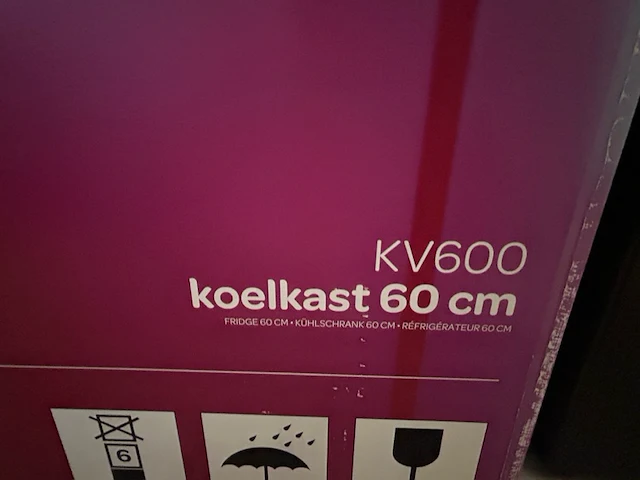 KV600
koelkast 60 cm
FRIDGE 60 CM • KÜHLSCHRANK 60 CM • RÉFRIGÉRATEUR 60 CM
6